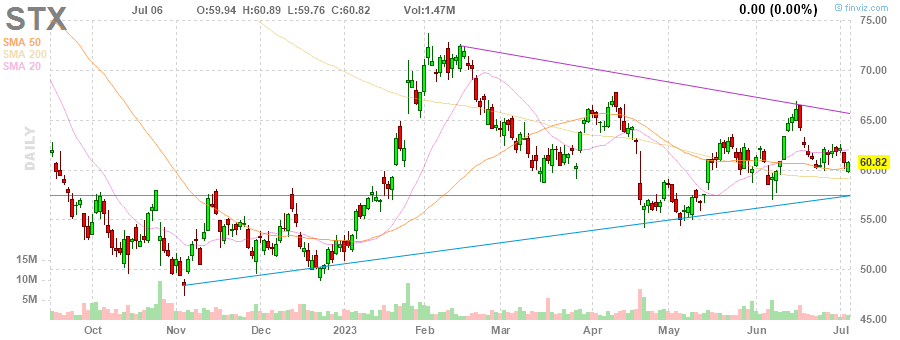 STX Jul 06 O:59.94 H:60.89 L:59.76 C:60.82 Vol:1.47M 0.00 (0.00%) finviz.com
SMA 50
SMA 200
SMA 20
DAILY
75.00
70.00
65.00
60.82
60.00
55.00
50.00
45.00
15M
10M
5M
Oct Nov Dec 2023 Feb Mar Apr May Jun Jul